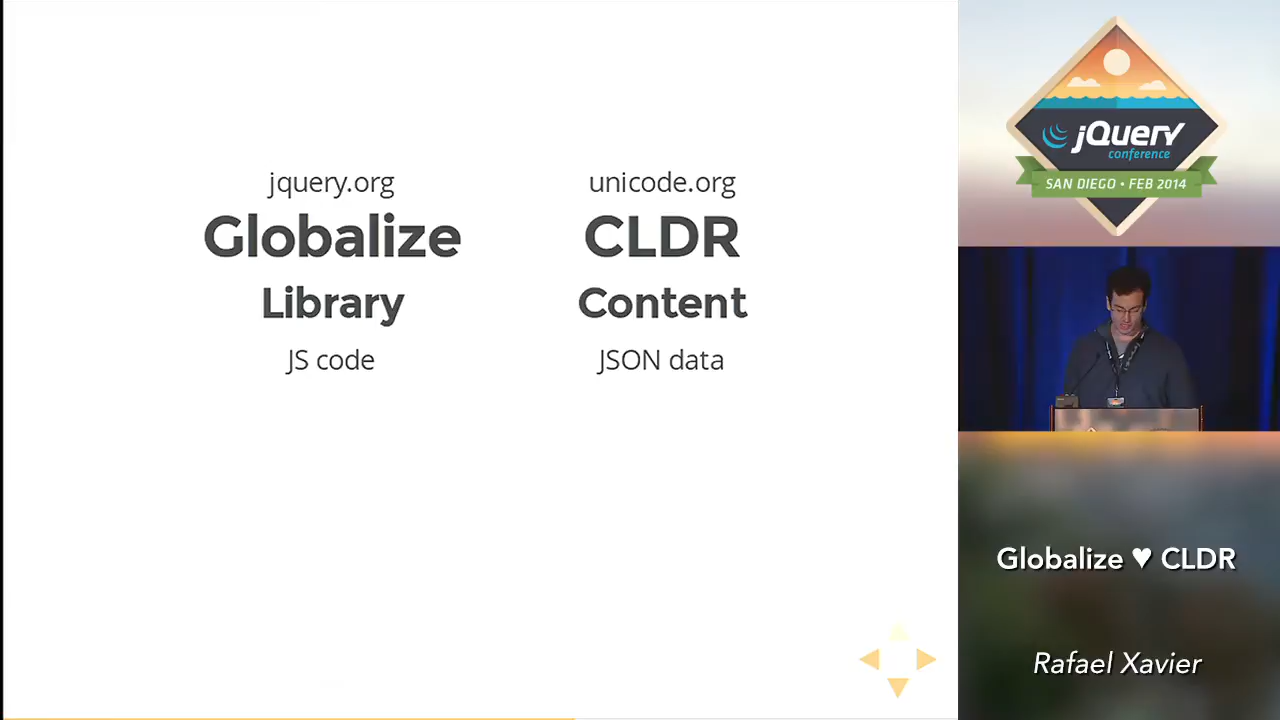 jquery.org
Globalize
Library
JS code
unicode.org
CLDR
Content
JSON data
jQuery
conference
SAN DIEGO • FEB 2014
Globalize ♥ CLDR
Rafael Xavier